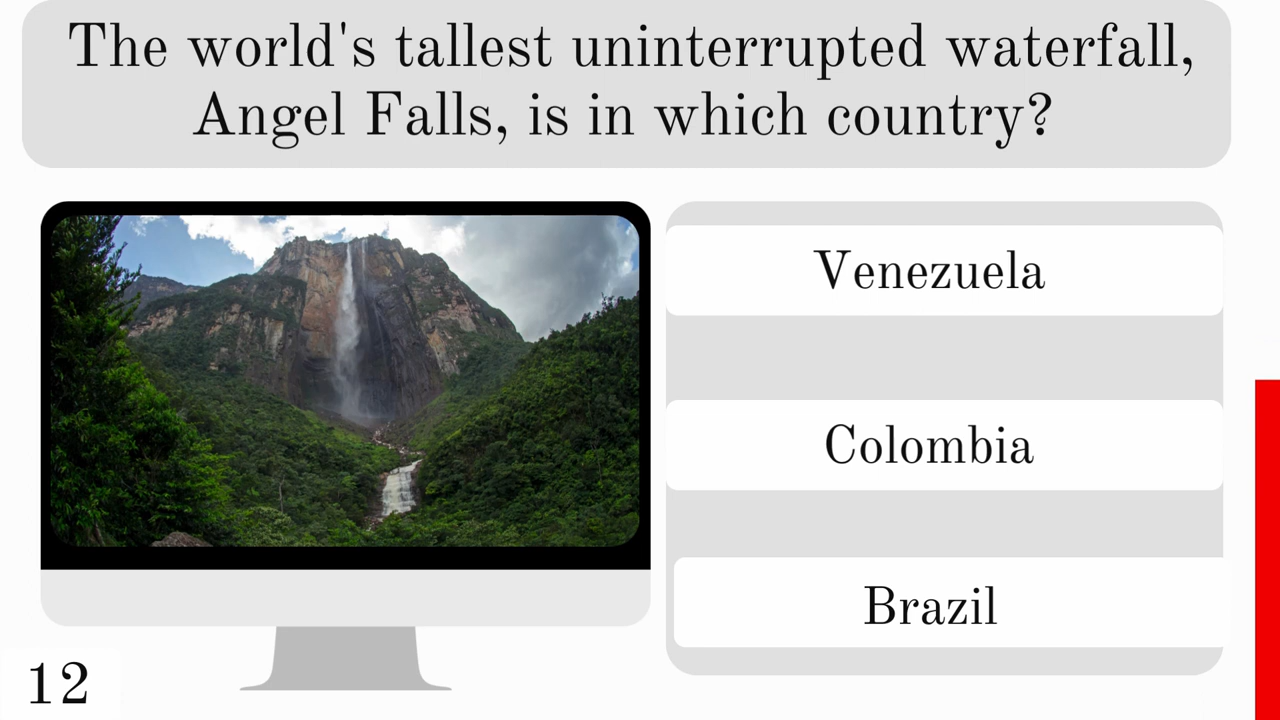 The world's tallest uninterrupted waterfall,
Angel Falls, is in which country?
Venezuela
Colombia
Brazil
12